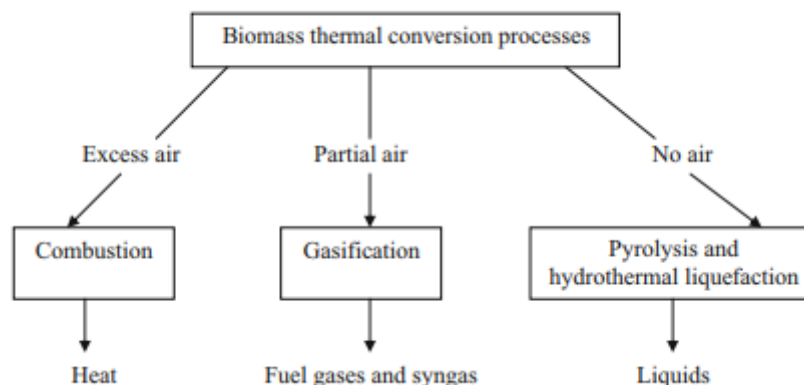 Biomass thermal conversion processes
Excess air
Partial air
No air
Combustion
Gasification
Pyrolysis and
hydrothermal liquefaction
Heat
Fuel gases and syngas
Liquids